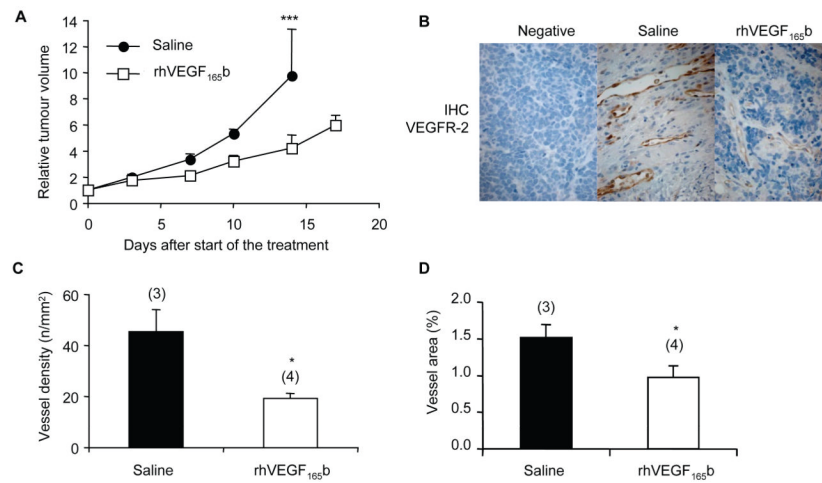 A
Relative tumour volume
14
12
10
8
6
4
2
0
***
Saline
rhVEGF₁₆₅b
0 5 10 15 20
Days after start of the treatment
B
Negative Saline rhVEGF₁₆₅b
IHC
VEGFR-2
C
Vessel density (n/mm²)
60
40
20
0
(3)
*
(4)
Saline rhVEGF₁₆₅b
D
Vessel area (%)
2.0
1.5
1.0
0.5
0.0
(3)
*
(4)
Saline rhVEGF₁₆₅b